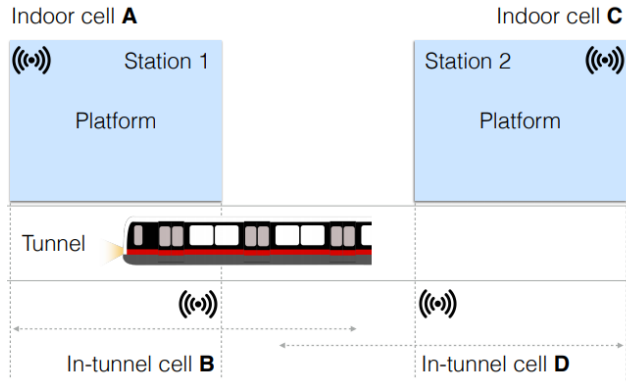 Indoor cell A
Indoor cell C
Station 1
Station 2
Platform
Platform
Tunnel
In-tunnel cell B
In-tunnel cell D